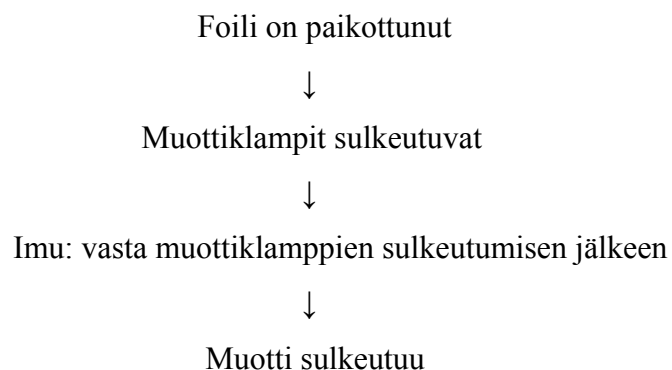 Foili on paikottunut
↓
Muottiklampit sulkeutuvat
↓
Imu: vasta muottiklamppien sulkeutumisen jälkeen
↓
Muotti sulkeutuu